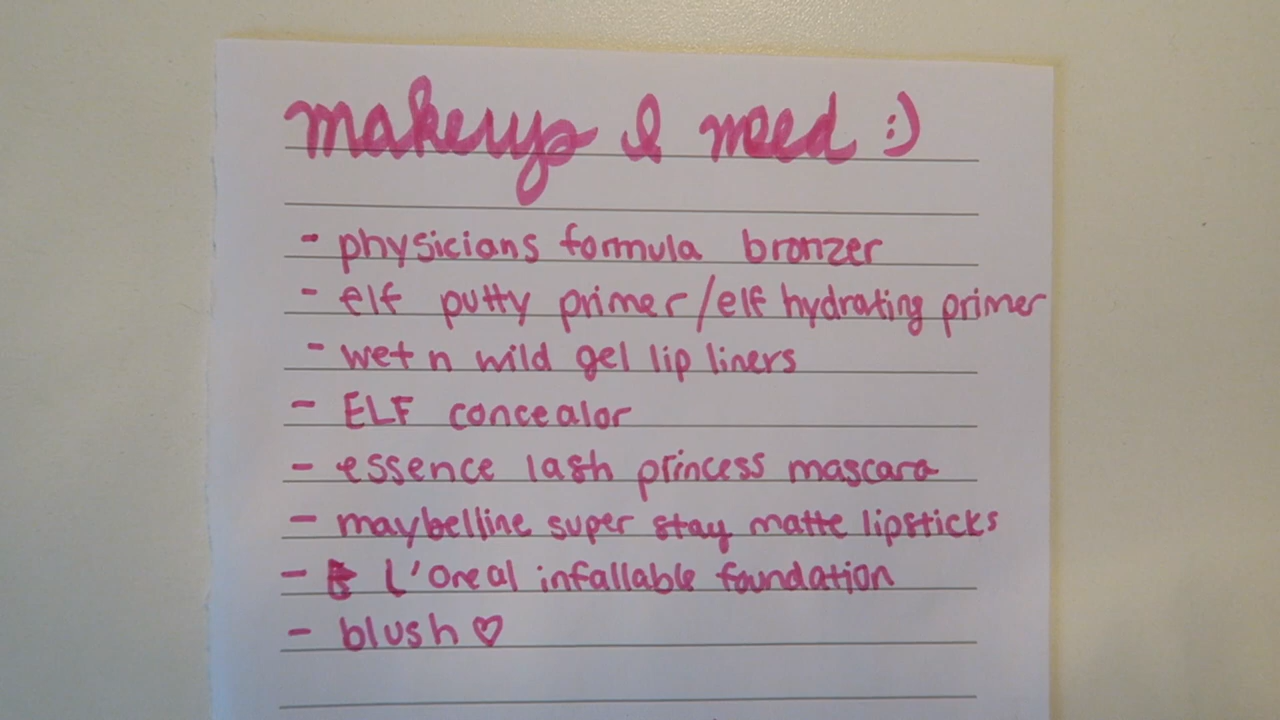 makeup I need :)
- physicians formula bronzer
- elf putty primer/elf hydrating primer
- wet n wild gel lip liners
- ELF concealor
- essence lash princess mascara
- maybelline super stay matte lipsticks
- L'Oreal infallable foundation
- blush ♡